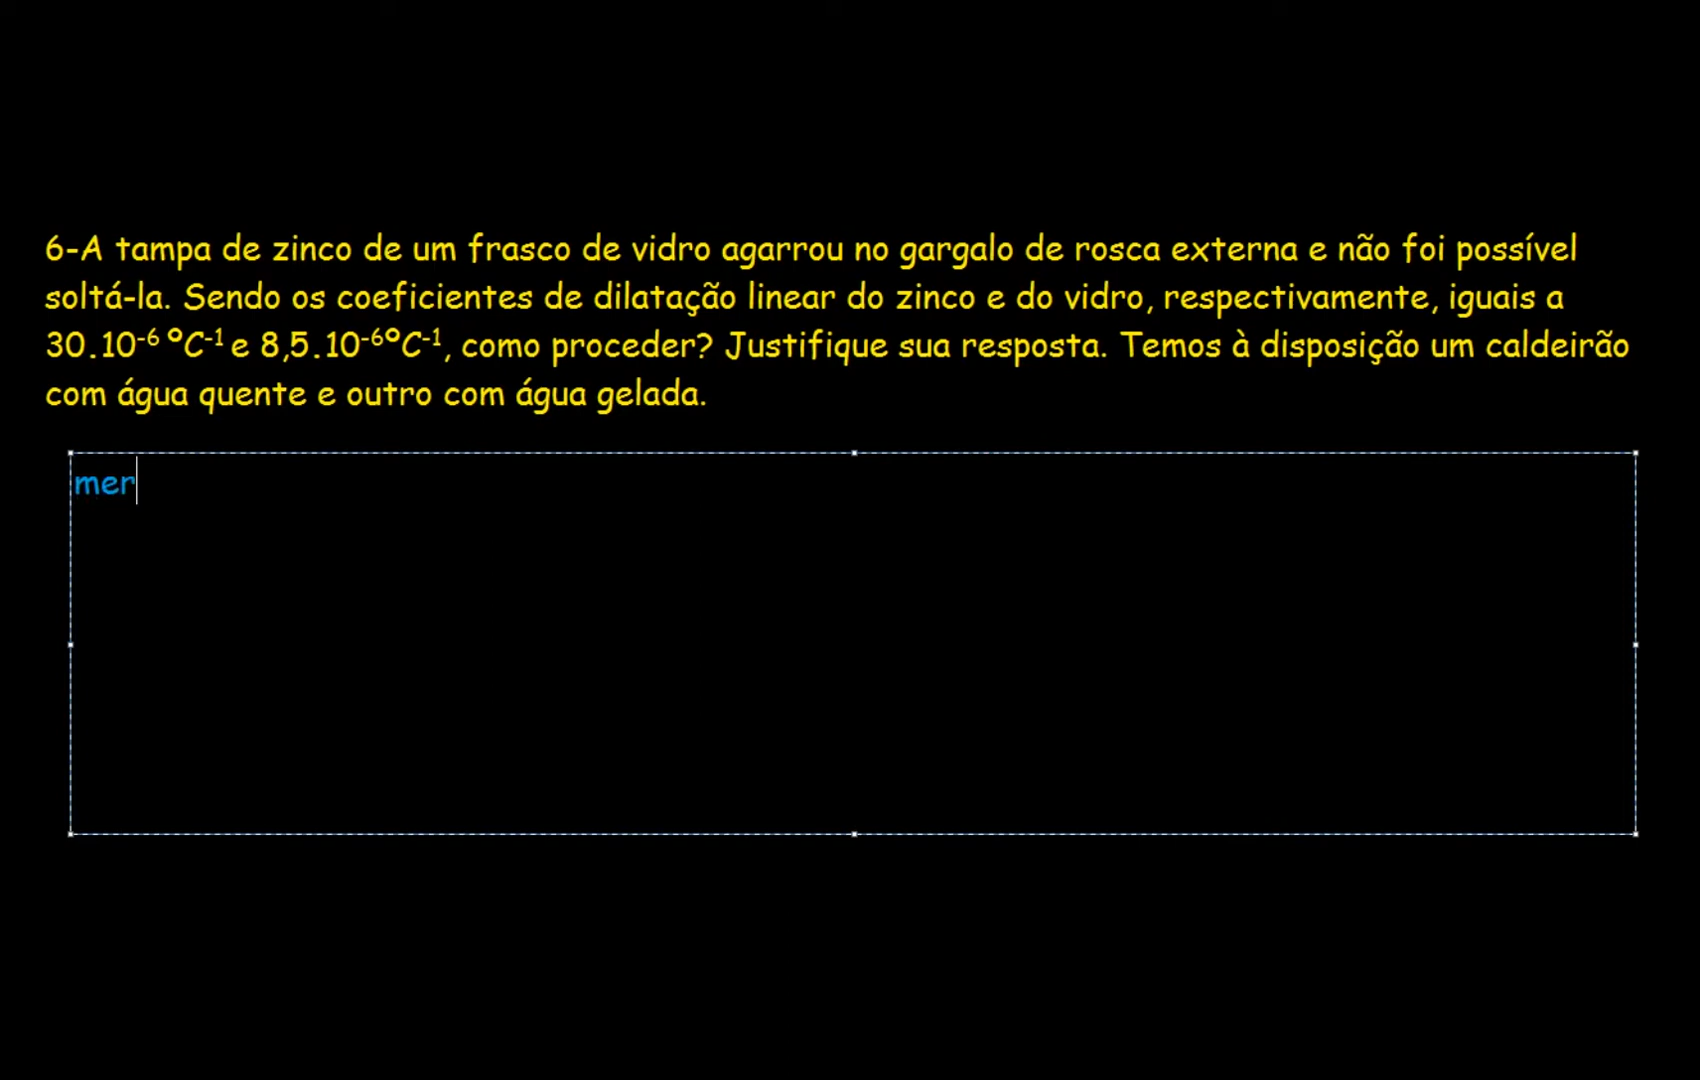 6-A tampa de zinco de um frasco de vidro agarrou no gargalo de rosca externa e não foi possível
soltá-la. Sendo os coeficientes de dilatação linear do zinco e do vidro, respectivamente, iguais a
30.10⁻⁶ ºC⁻¹ e 8,5.10⁻⁶ºC⁻¹, como proceder? Justifique sua resposta. Temos à disposição um caldeirão
com água quente e outro com água gelada.
mer